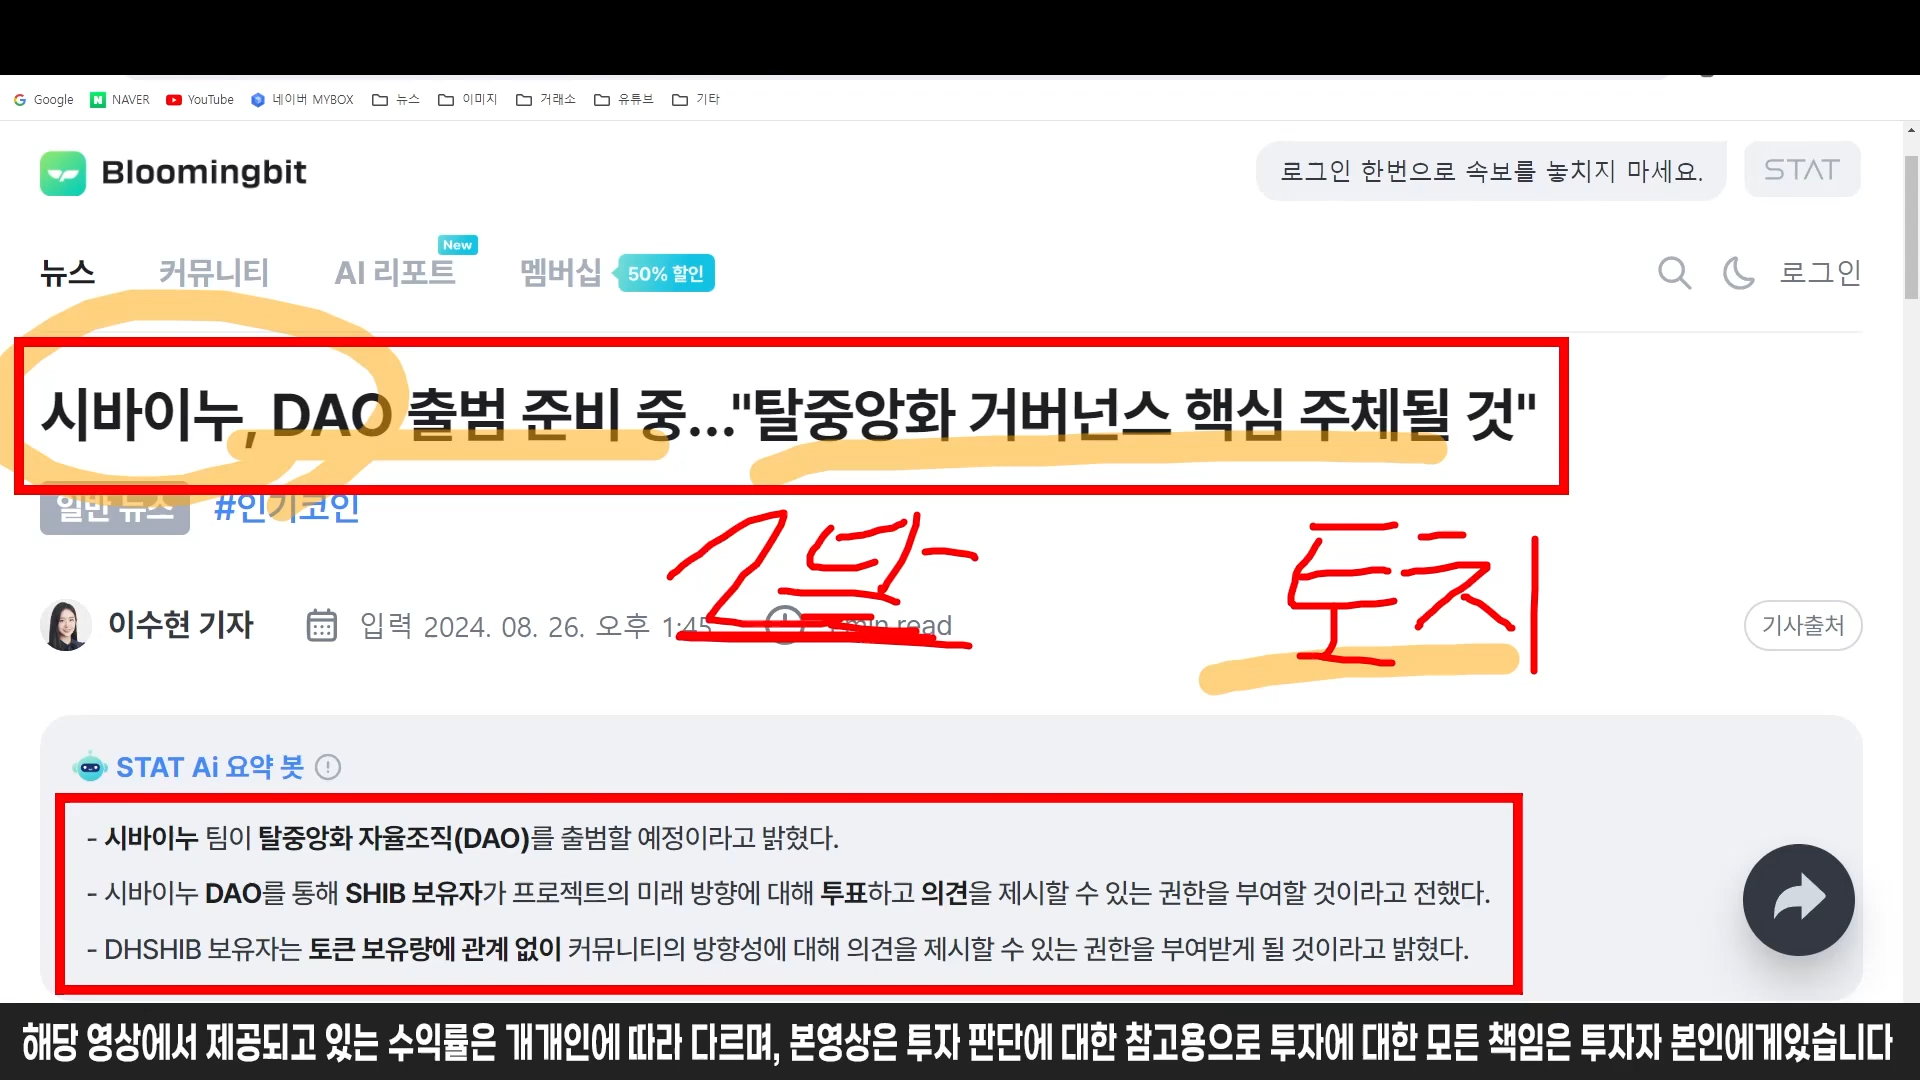 Google NAVER YouTube 네이버 MYBOX 뉴스 이미지 거래소 유튜브 기타
Bloomingbit
로그인 한번으로 속보를 놓치지 마세요. STAT
New
뉴스 커뮤니티 AI 리포트 멤버십 50% 할인 로그인
시바이누, DAO 출범 준비 중..."탈중앙화 거버넌스 핵심 주체될 것"
일반 뉴스 #인기코인
토치
이수현 기자 입력 2024. 08. 26. 오후 1:45 min read 기사출처
STAT Ai 요약 봇
- 시바이누 팀이 탈중앙화 자율조직(DAO)를 출범할 예정이라고 밝혔다.
- 시바이누 DAO를 통해 SHIB 보유자가 프로젝트의 미래 방향에 대해 투표하고 의견을 제시할 수 있는 권한을 부여할 것이라고 전했다.
- DHSHIB 보유자는 토큰 보유량에 관계 없이 커뮤니티의 방향성에 대해 의견을 제시할 수 있는 권한을 부여받게 될 것이라고 밝혔다.
해당 영상에서 제공되고 있는 수익률은 개개인에 따라 다르며, 본영상은 투자 판단에 대한 참고용으로 투자에 대한 모든 책임은 투자자 본인에게있습니다